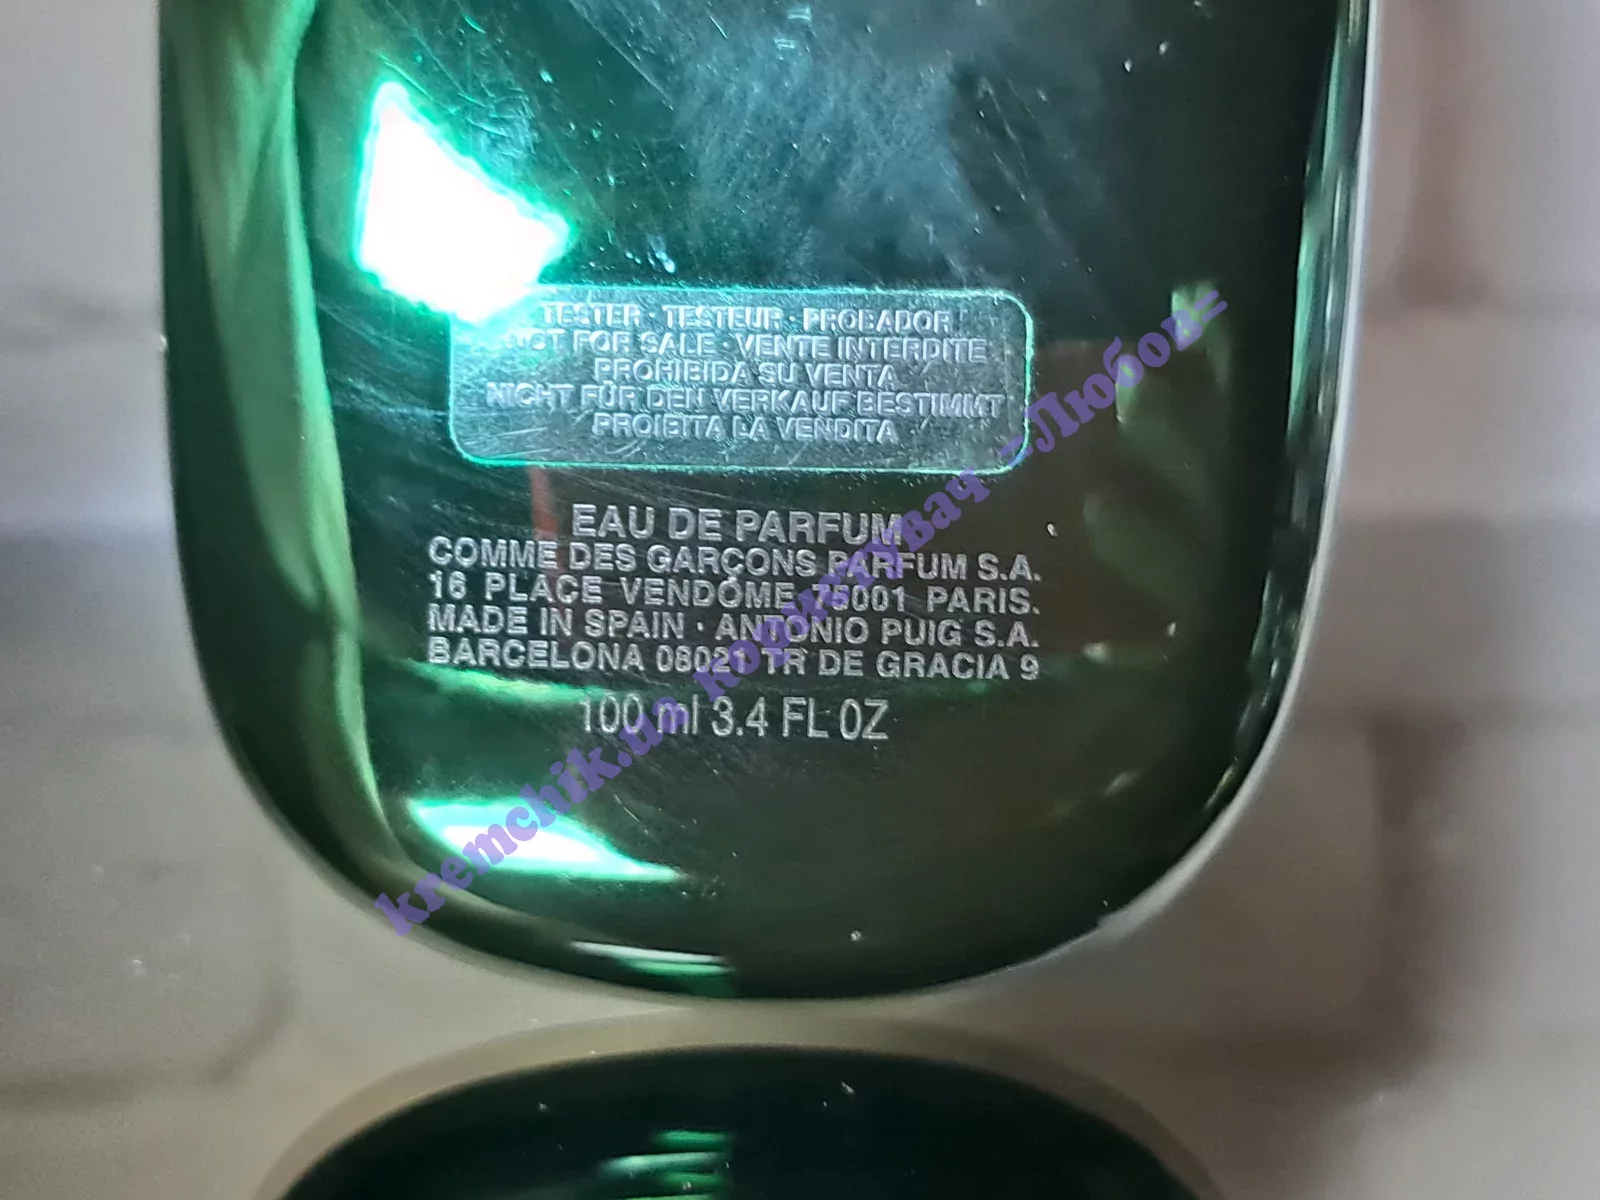 TESTER · TESTEUR · PROBADOR
NOT FOR SALE · VENTE INTERDITE
PROHIBIDA SU VENTA
NICHT FÜR DEN VERKAUF BESTIMMT
PROIBITA LA VENDITA
EAU DE PARFUM
COMME DES GARÇONS PARFUM S.A.
16 PLACE VENDÔME 75001 PARIS.
MADE IN SPAIN · ANTONIO PUIG S.A.
BARCELONA 08021 TR DE GRACIA 9
100 ml 3.4 FL OZ
kremchik.ua користувач =Любов=